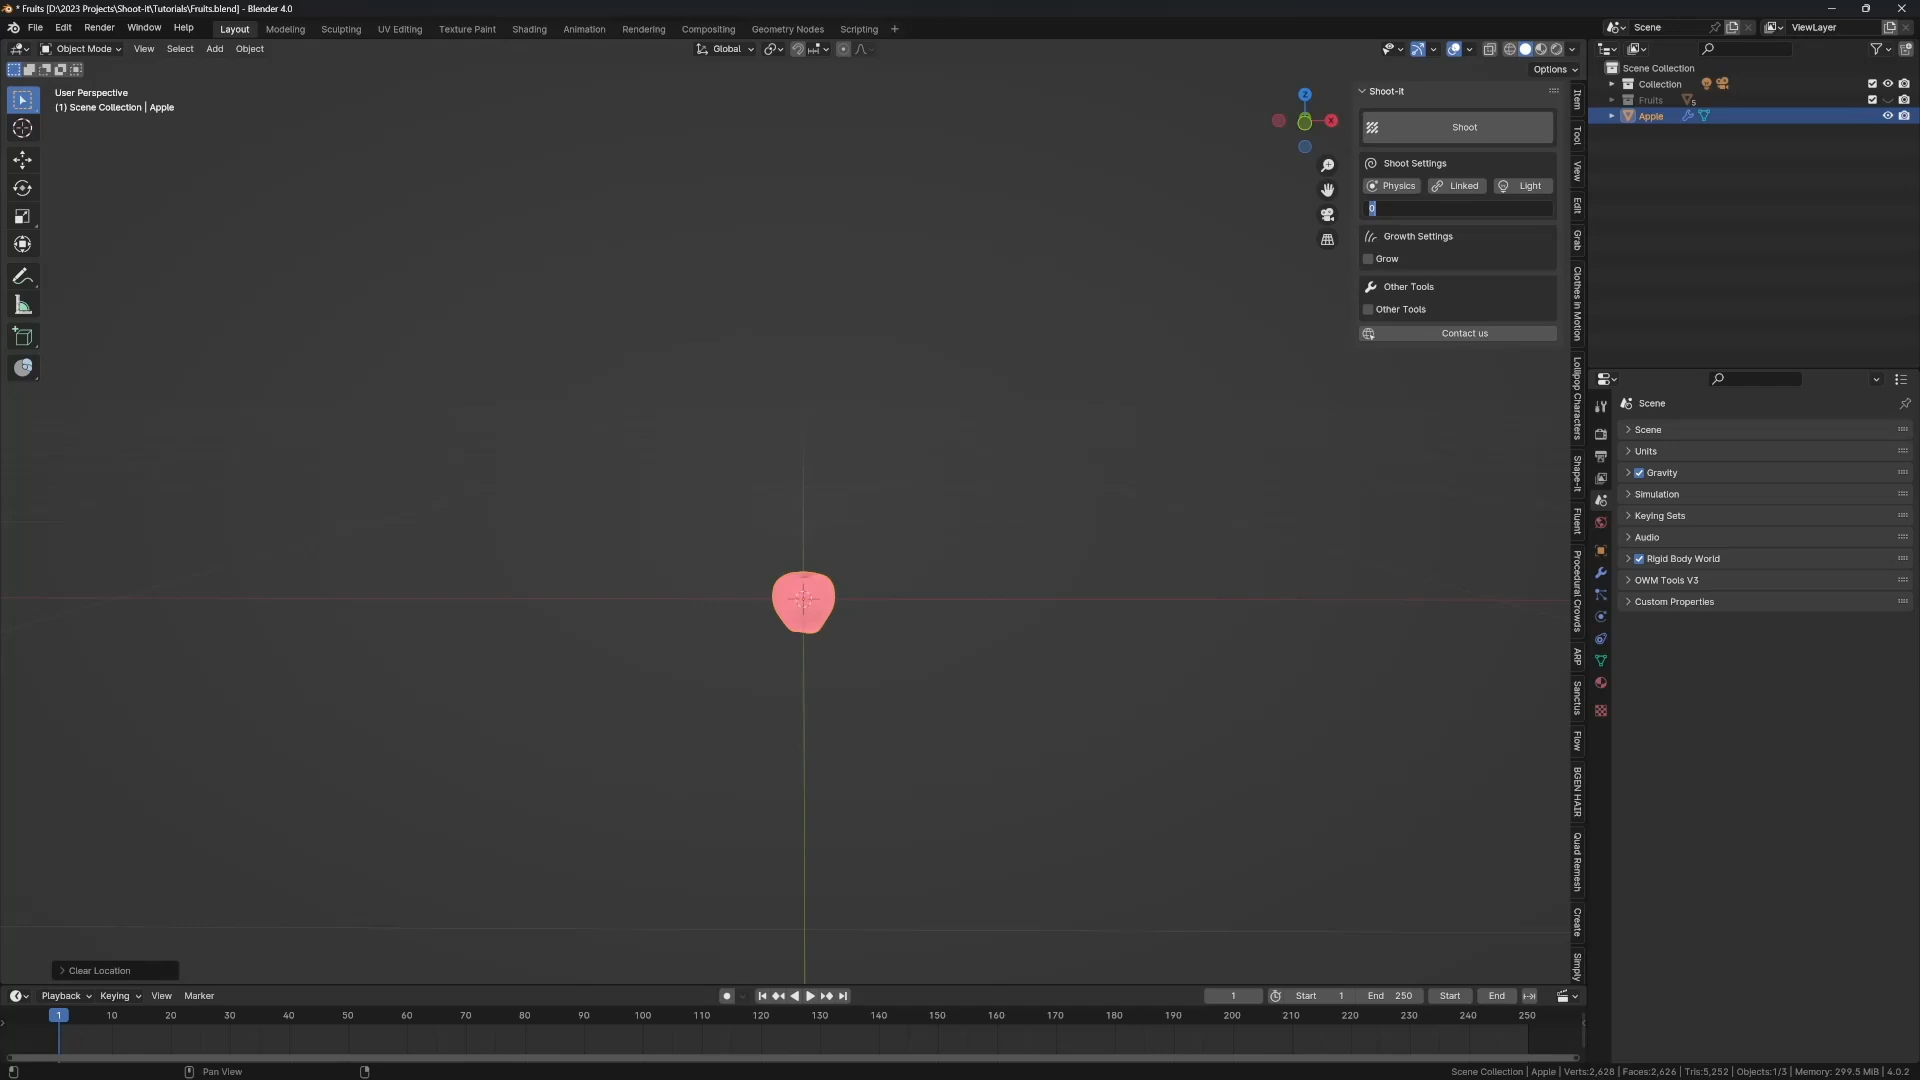 * Fruits [D:\2023 Projects\Shoot-it\Tutorials\Fruits.blend] - Blender 4.0
File Edit Render Window Help Layout Modeling Sculpting UV Editing Texture Paint Shading Animation Rendering Compositing Geometry Nodes Scripting + Scene ViewLayer
Object Mode View Select Add Object Global
Options
User Perspective
(1) Scene Collection | Apple
Z
X
Shoot-it
Shoot
Shoot Settings
Physics Linked Light
0
Growth Settings
Grow
Other Tools
Other Tools
Contact us
Item
Tool
View
Edit
Grab
Clothes in Motion
Lollipop Characters
Shape-it
Fluent
Procedural Crowds
ARP
Sanctus
Flow
BGEN HAIR
Quad Remesh
Create
Simply
Scene Collection
Collection
Fruits 5
Apple
Scene
Scene
Units
Gravity
Simulation
Keying Sets
Audio
Rigid Body World
OWM Tools V3
Custom Properties
Clear Location
Playback Keying View Marker 1 Start 1 End 250 Start End
1 10 20 30 40 50 60 70 80 90 100 110 120 130 140 150 160 170 180 190 200 210 220 230 240 250
Pan View
Scene Collection | Apple | Verts:2,628 | Faces:2,626 | Tris:5,252 | Objects:1/3 | Memory: 299.5 MiB | 4.0.2